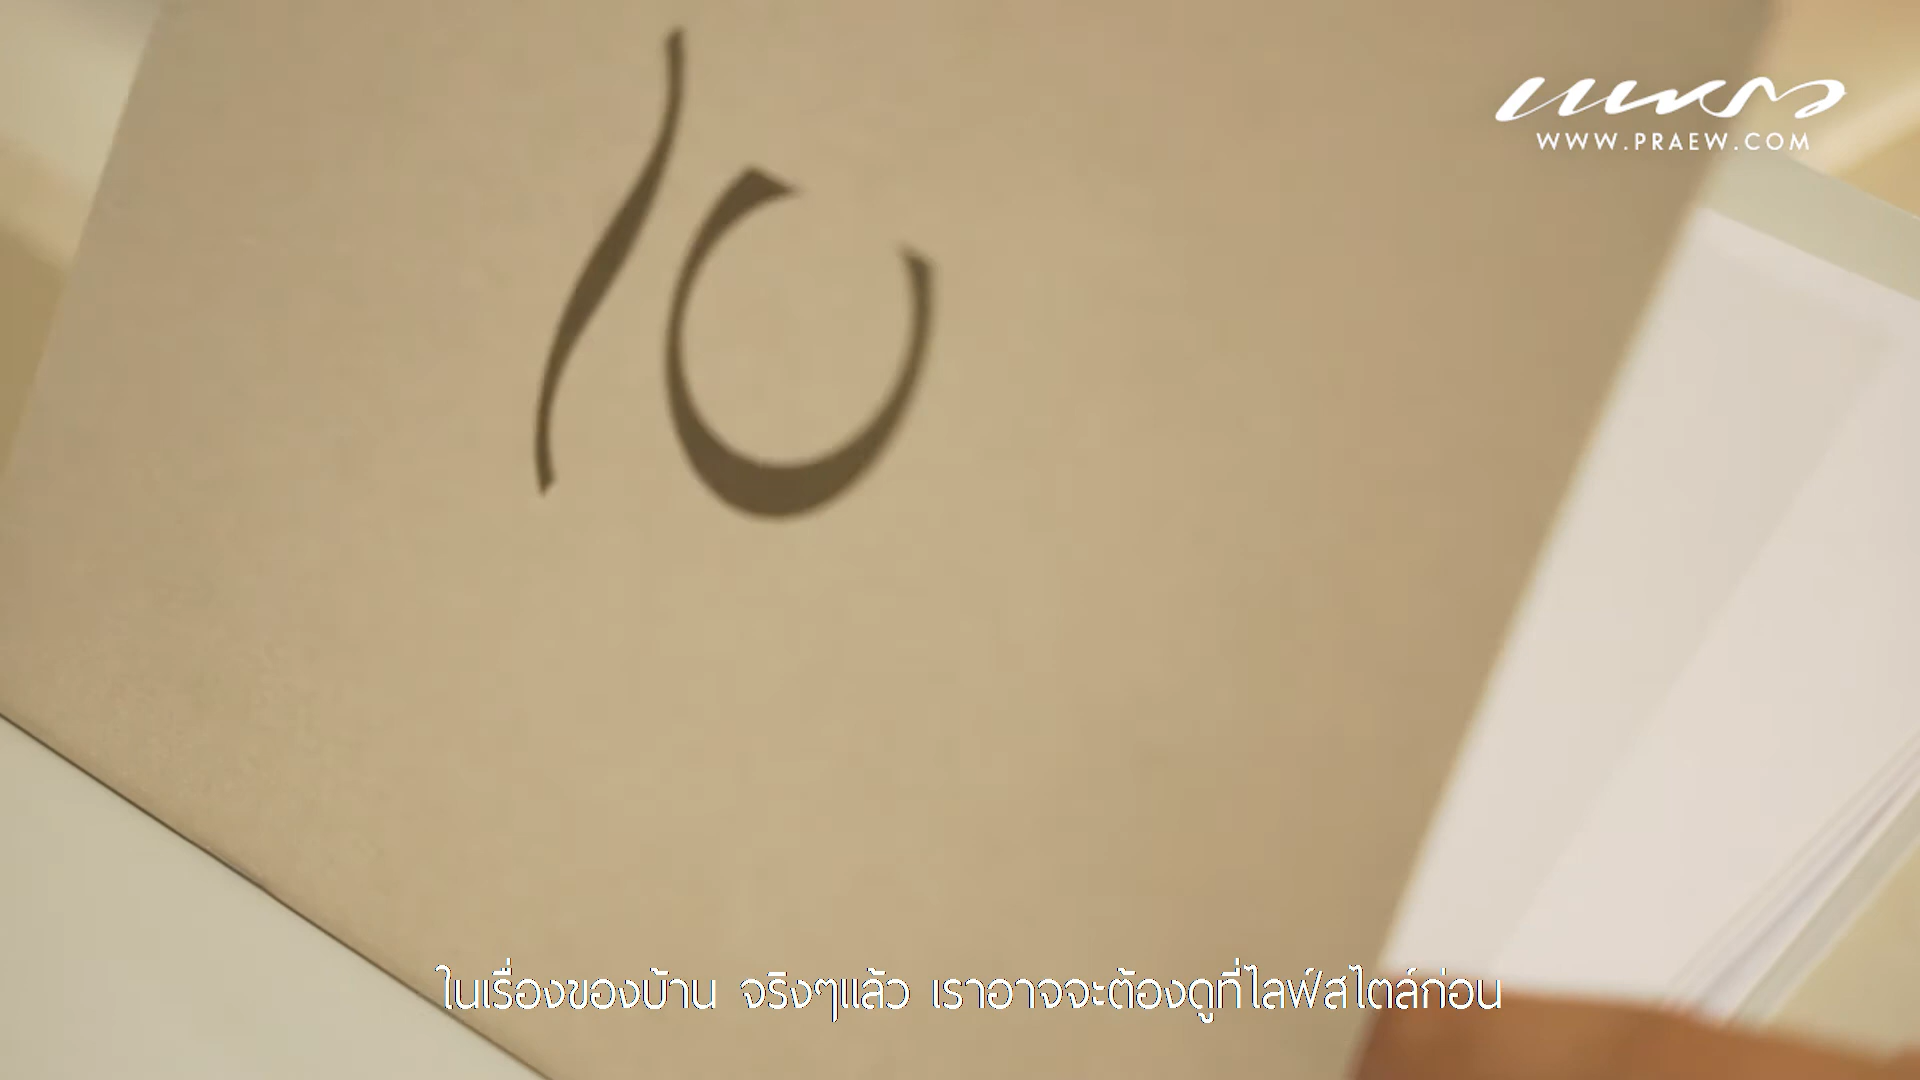 10
แพรว
WWW.PRAEW.COM
ในเรื่องของบ้าน จริงๆแล้ว เราอาจจะต้องดูที่ไลฟ์สไตล์ก่อน